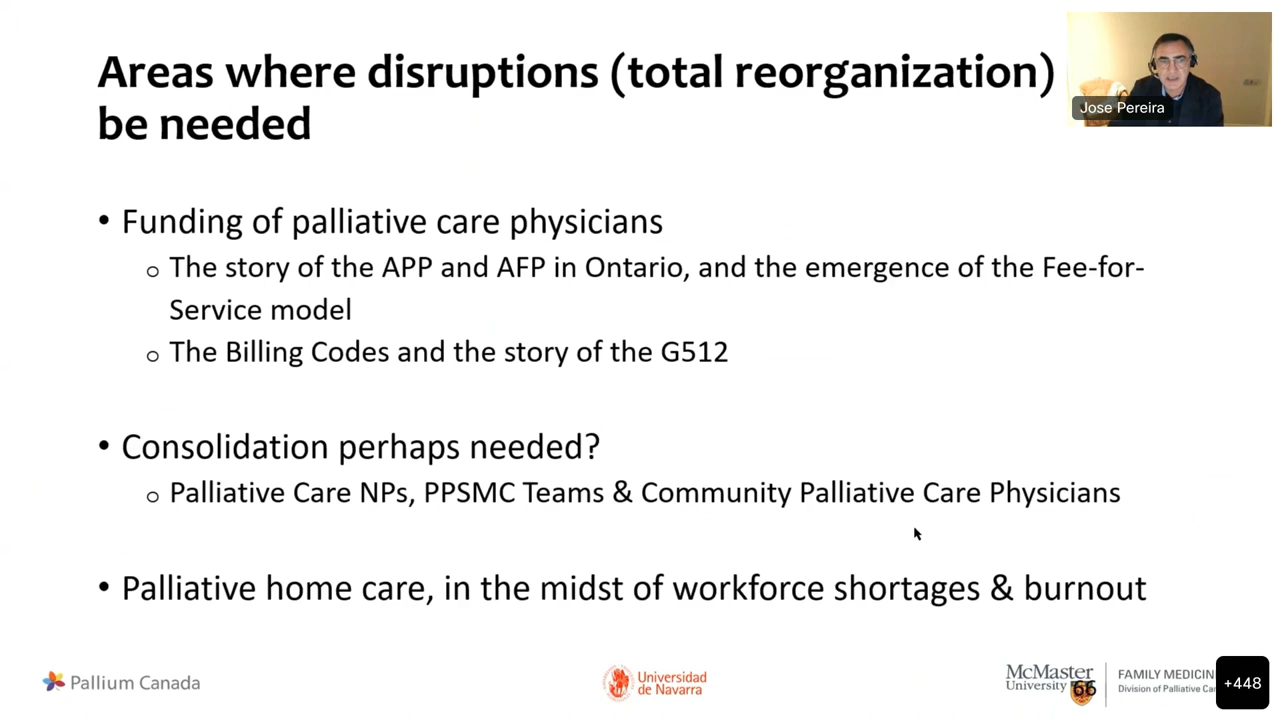 Areas where disruptions (total reorganization)
be needed
Jose Pereira
• Funding of palliative care physicians
o The story of the APP and AFP in Ontario, and the emergence of the Fee-for-
Service model
o The Billing Codes and the story of the G512
• Consolidation perhaps needed?
o Palliative Care NPs, PPSMC Teams & Community Palliative Care Physicians
• Palliative home care, in the midst of workforce shortages & burnout
Pallium Canada
Universidad
de Navarra
McMaster
University
66
FAMILY MEDICIN
Division of Palliative Car
+448